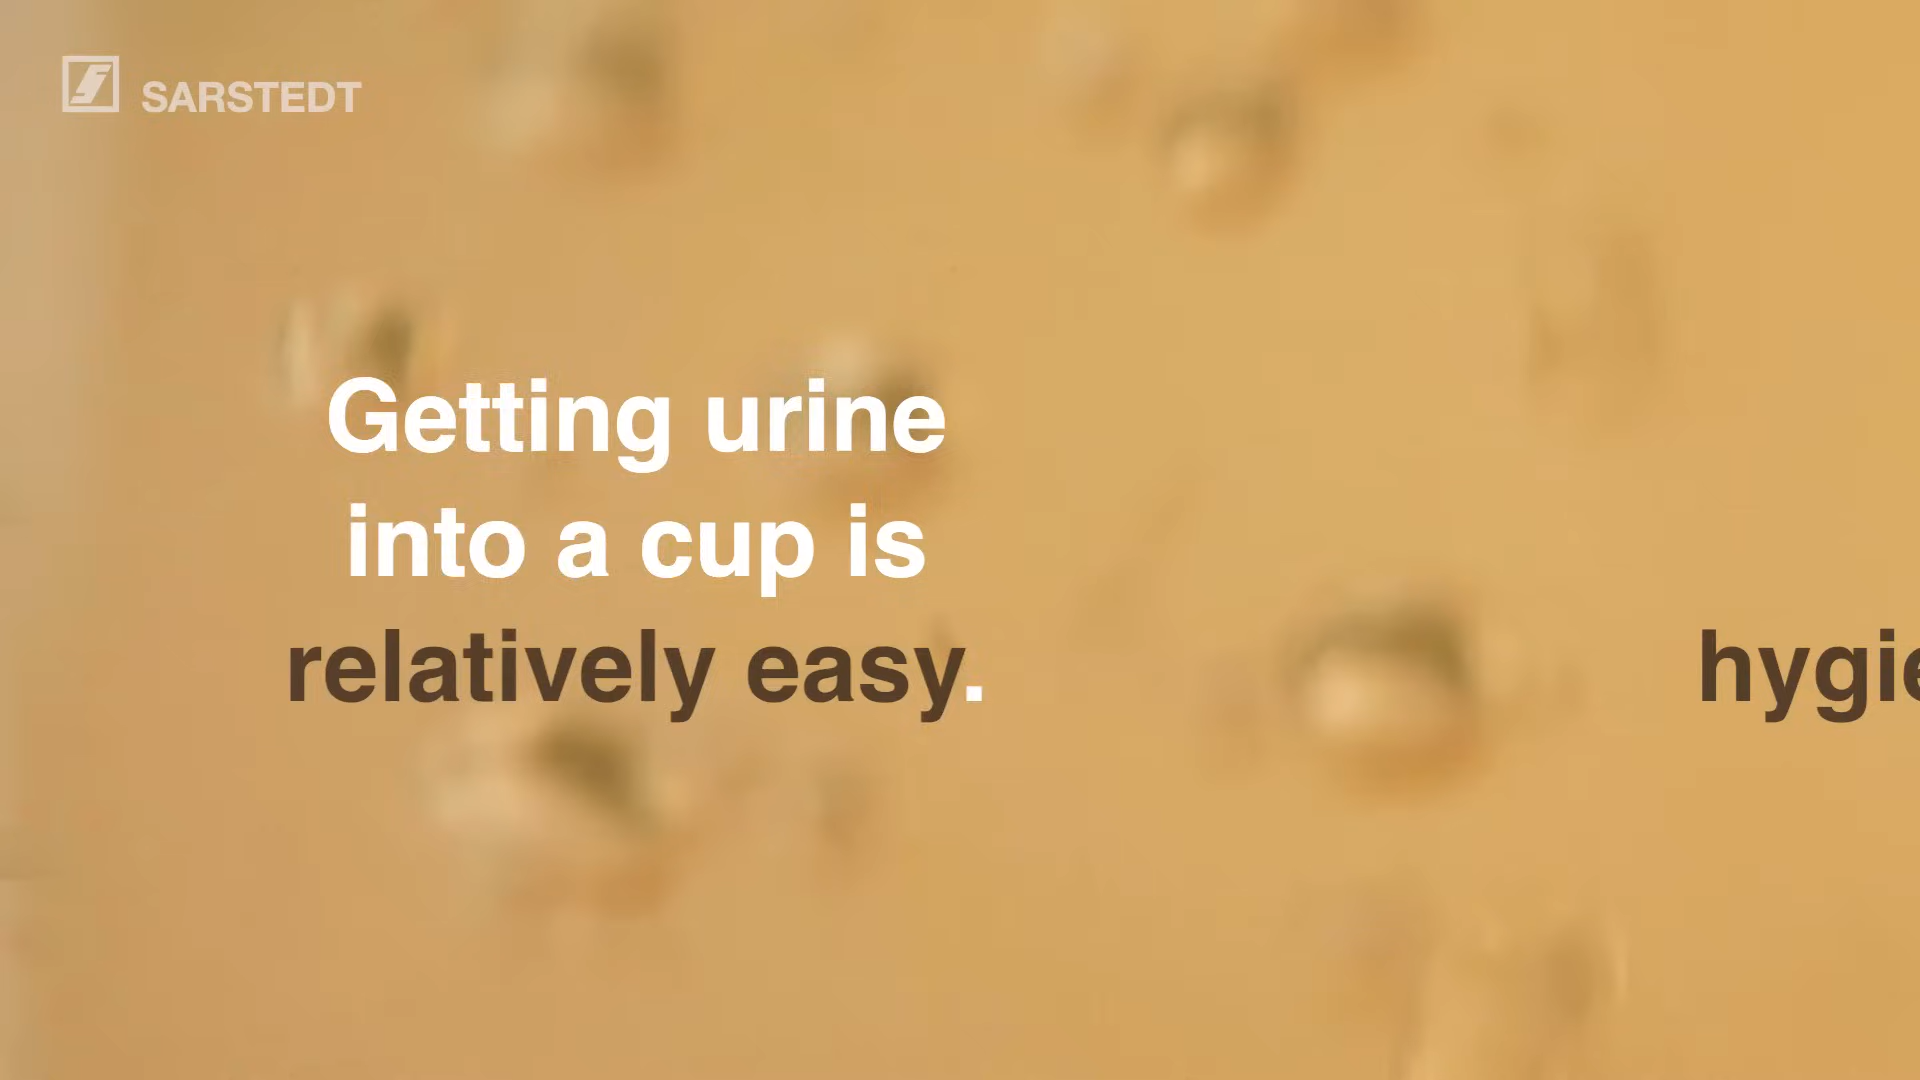 SARSTEDT
Getting urine
into a cup is
relatively easy.